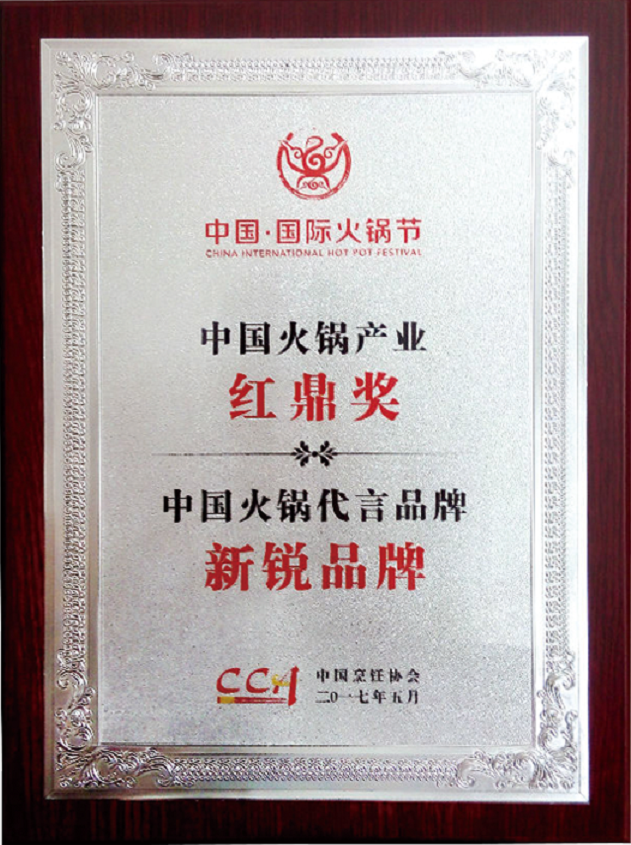 中国·国际火锅节
CHINA INTERNATIONAL HOT POT FESTIVAL
中国火锅产业
红鼎奖
中国火锅代言品牌
新锐品牌
CCA
中国烹饪协会
二〇一七年五月